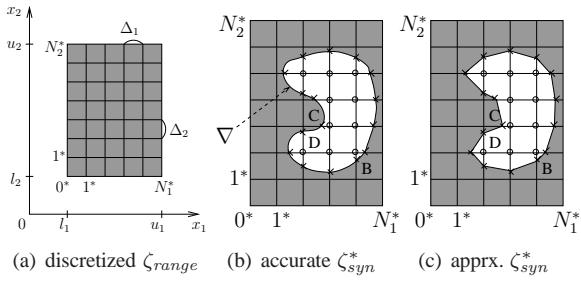 x₂
u₂
l₂
0
l₁
u₁
x₁
N₂*
1*
0*
1*
N₁*
Δ₁
Δ₂
(a) discretized ζrange
N₂*
1*
0*
1*
N₁*
∇
C
D
B
(b) accurate ζ*syn
N₂*
1*
0*
1*
N₁*
C
D
B
(c) apprx. ζ*syn